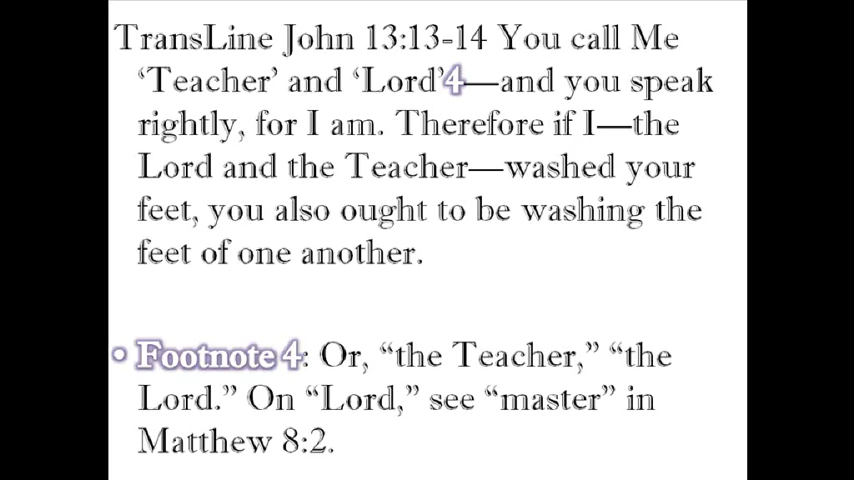 TransLine John 13:13-14 You call Me
‘Teacher’ and ‘Lord’4—and you speak
rightly, for I am. Therefore if I—the
Lord and the Teacher—washed your
feet, you also ought to be washing the
feet of one another.
• Footnote 4: Or, “the Teacher,” “the
Lord.” On “Lord,” see “master” in
Matthew 8:2.